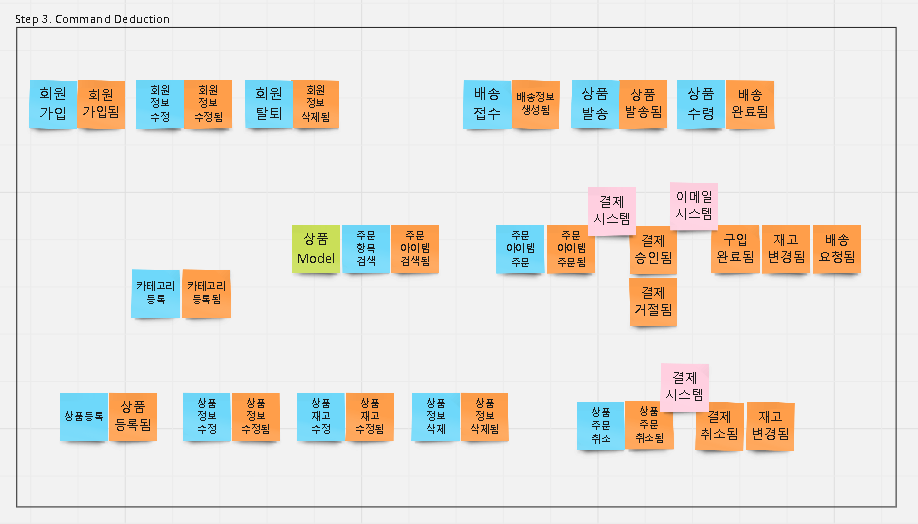 Step 3. Command Deduction
회원
가입
회원
가입됨
회원
정보
수정
회원
정보
수정됨
회원
탈퇴
회원
정보
삭제됨
배송
접수
배송정보
생성됨
상품
발송
상품
발송됨
상품
수령
배송
완료됨
결제
시스템
이메일
시스템
상품
Model
주문
항목
검색
주문
아이템
검색됨
주문
아이템
주문
주문
아이템
주문됨
결제
승인됨
구입
완료됨
재고
변경됨
배송
요청됨
카테고리
등록
카테고리
등록됨
결제
거절됨
결제
시스템
상품등록
상품
등록됨
상품
정보
수정
상품
정보
수정됨
상품
재고
수정
상품
재고
수정됨
상품
정보
삭제
상품
정보
삭제됨
상품
주문
취소
상품
주문
취소됨
결제
취소됨
재고
변경됨